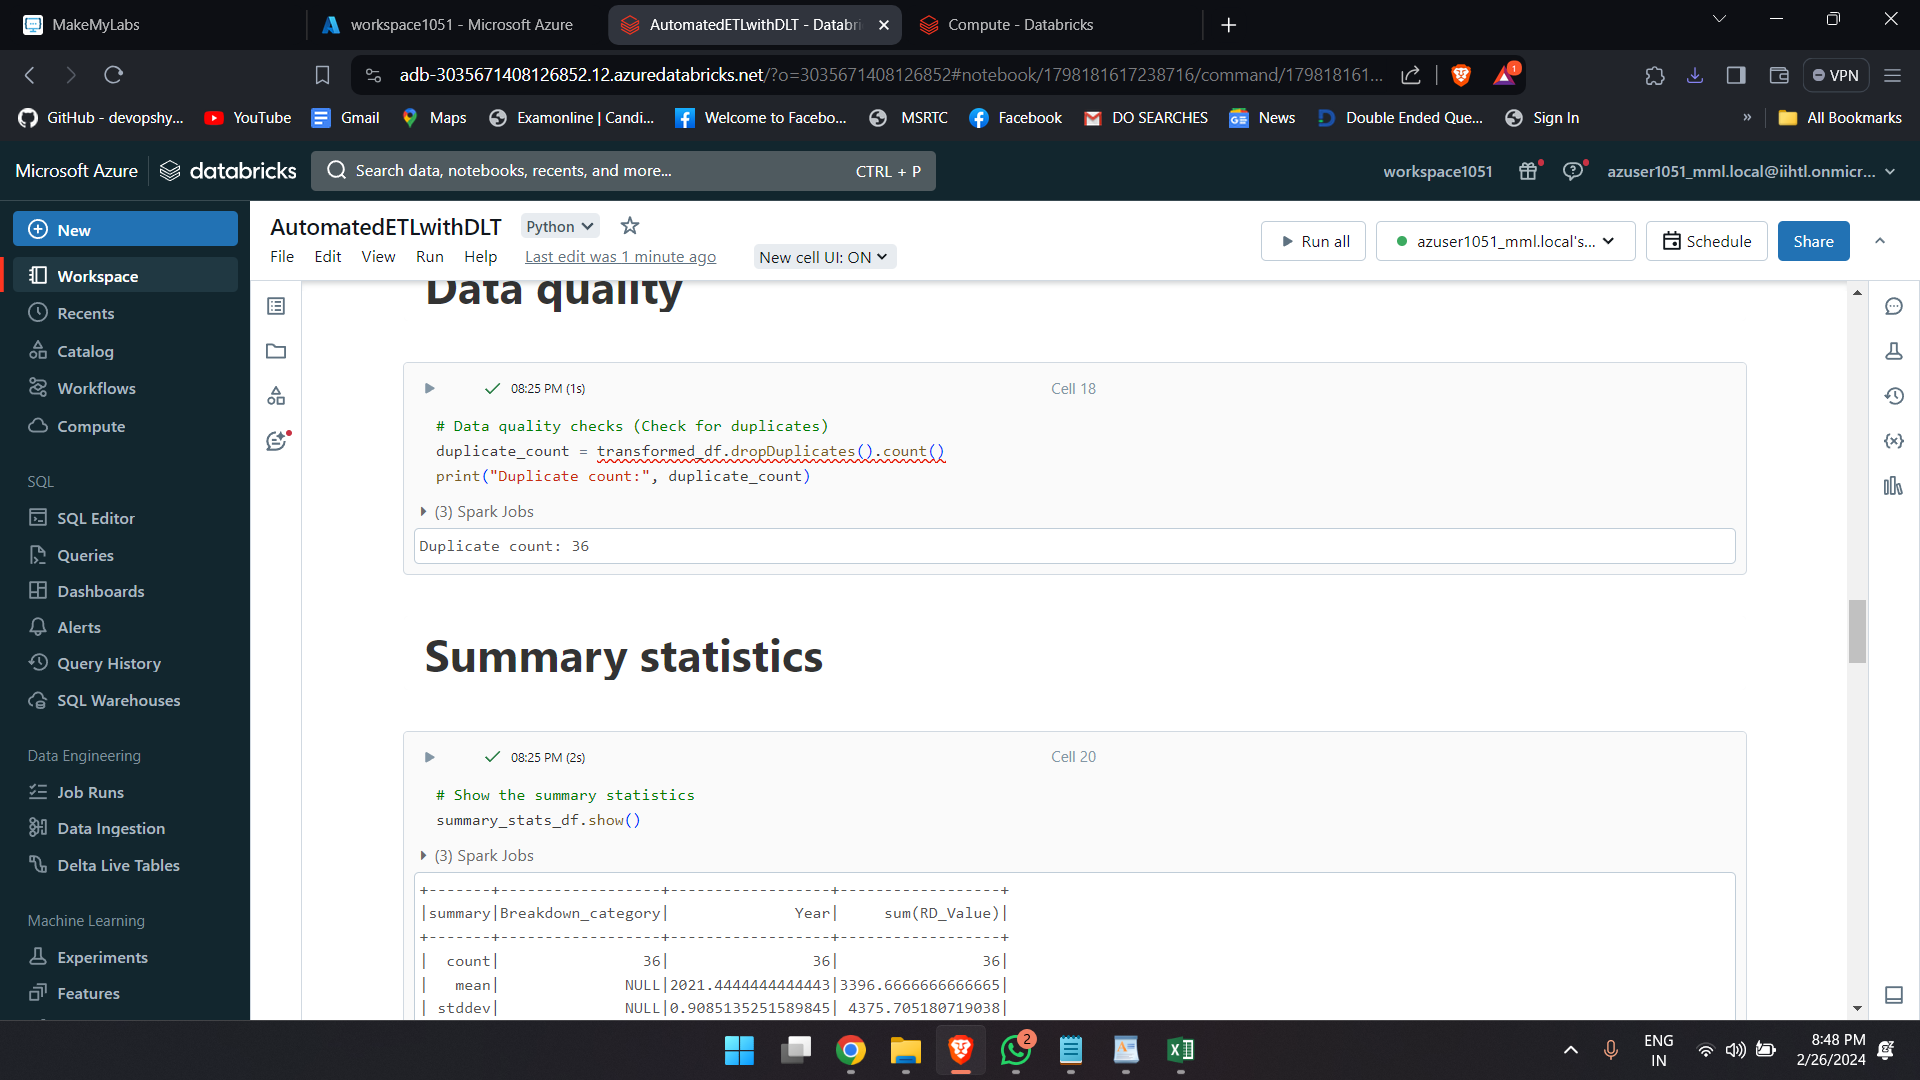 MakeMyLabs
workspace1051 - Microsoft Azure
AutomatedETLwithDLT - Databri
Compute - Databricks
adb-3035671408126852.12.azuredatabricks.net/?o=3035671408126852#notebook/1798181617238716/command/179818161...
1
VPN
GitHub - devopshy...
YouTube
Gmail
Maps
Examonline | Candi...
Welcome to Facebo...
MSRTC
Facebook
DO SEARCHES
News
Double Ended Que...
Sign In
»
All Bookmarks
Microsoft Azure
databricks
Search data, notebooks, recents, and more...
CTRL + P
workspace1051
azuser1051_mml.local@iihtl.onmicr...
New
Workspace
Recents
Catalog
Workflows
Compute
SQL
SQL Editor
Queries
Dashboards
Alerts
Query History
SQL Warehouses
Data Engineering
Job Runs
Data Ingestion
Delta Live Tables
Machine Learning
Experiments
Features
AutomatedETLwithDLT
Python
File Edit View Run Help
Last edit was 1 minute ago
New cell UI: ON
Run all
azuser1051_mml.local's...
Schedule
Share
Data quality
08:25 PM (1s)
Cell 18
# Data quality checks (Check for duplicates)
duplicate_count = transformed_df.dropDuplicates().count()
print("Duplicate count:", duplicate_count)
(3) Spark Jobs
Duplicate count: 36
Summary statistics
08:25 PM (2s)
Cell 20
# Show the summary statistics
summary_stats_df.show()
(3) Spark Jobs
+-------+------------------+------------------+------------------+
|summary|Breakdown_category|              Year|     sum(RD_Value)|
+-------+------------------+------------------+------------------+
|  count|                36|                36|                36|
|   mean|              NULL|2021.4444444444443|3396.6666666666665|
| stddev|              NULL|0.9085135251589845| 4375.705180719038|
2
ENG
IN
8:48 PM
2/26/2024